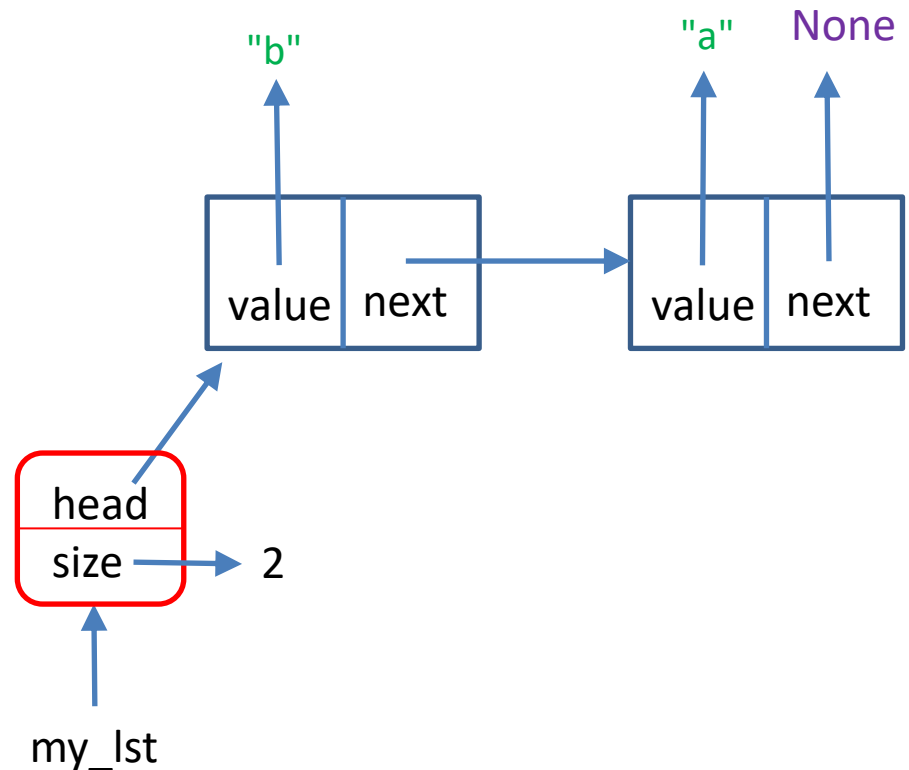 "b" "a" None
value next value next
head
size 2
my_lst